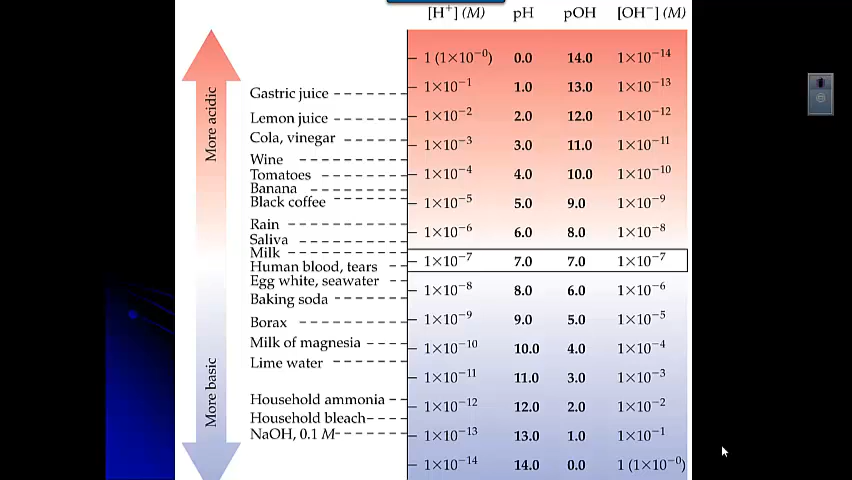 [H⁺] (M) pH pOH [OH⁻] (M)
1 (1×10⁻⁰) 0.0 14.0 1×10⁻¹⁴
Gastric juice 1×10⁻¹ 1.0 13.0 1×10⁻¹³
Lemon juice 1×10⁻² 2.0 12.0 1×10⁻¹²
Cola, vinegar 1×10⁻³ 3.0 11.0 1×10⁻¹¹
Wine
Tomatoes 1×10⁻⁴ 4.0 10.0 1×10⁻¹⁰
Banana
Black coffee 1×10⁻⁵ 5.0 9.0 1×10⁻⁹
Rain 1×10⁻⁶ 6.0 8.0 1×10⁻⁸
Saliva
Milk 1×10⁻⁷ 7.0 7.0 1×10⁻⁷
Human blood, tears
Egg white, seawater 1×10⁻⁸ 8.0 6.0 1×10⁻⁶
Baking soda
Borax 1×10⁻⁹ 9.0 5.0 1×10⁻⁵
Milk of magnesia 1×10⁻¹⁰ 10.0 4.0 1×10⁻⁴
Lime water 1×10⁻¹¹ 11.0 3.0 1×10⁻³
Household ammonia 1×10⁻¹² 12.0 2.0 1×10⁻²
Household bleach
NaOH, 0.1 M 1×10⁻¹³ 13.0 1.0 1×10⁻¹
1×10⁻¹⁴ 14.0 0.0 1 (1×10⁻⁰)
More acidic
More basic